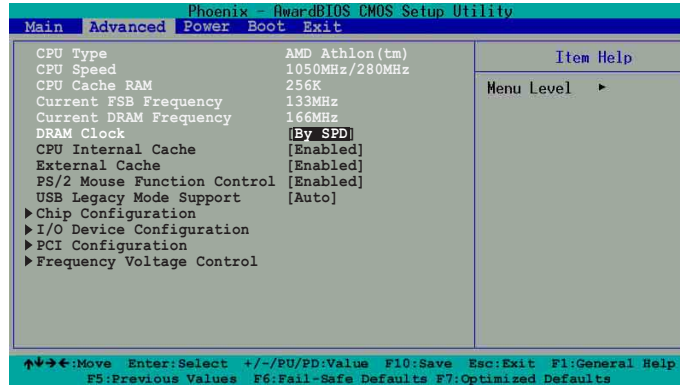 Phoenix - AwardBIOS CMOS Setup Utility
Main Advanced Power Boot Exit
CPU Type AMD Athlon(tm)
CPU Speed 1050MHz/280MHz
CPU Cache RAM 256K
Current FSB Frequency 133MHz
Current DRAM Frequency 166MHz
DRAM Clock [By SPD]
CPU Internal Cache [Enabled]
External Cache [Enabled]
PS/2 Mouse Function Control [Enabled]
USB Legacy Mode Support [Auto]
Chip Configuration
I/O Device Configuration
PCI Configuration
Frequency Voltage Control
Item Help
Menu Level ▸
↑↓→←:Move Enter:Select +/-/PU/PD:Value F10:Save Esc:Exit F1:General Help
F5:Previous Values F6:Fail-Safe Defaults F7:Optimized Defaults